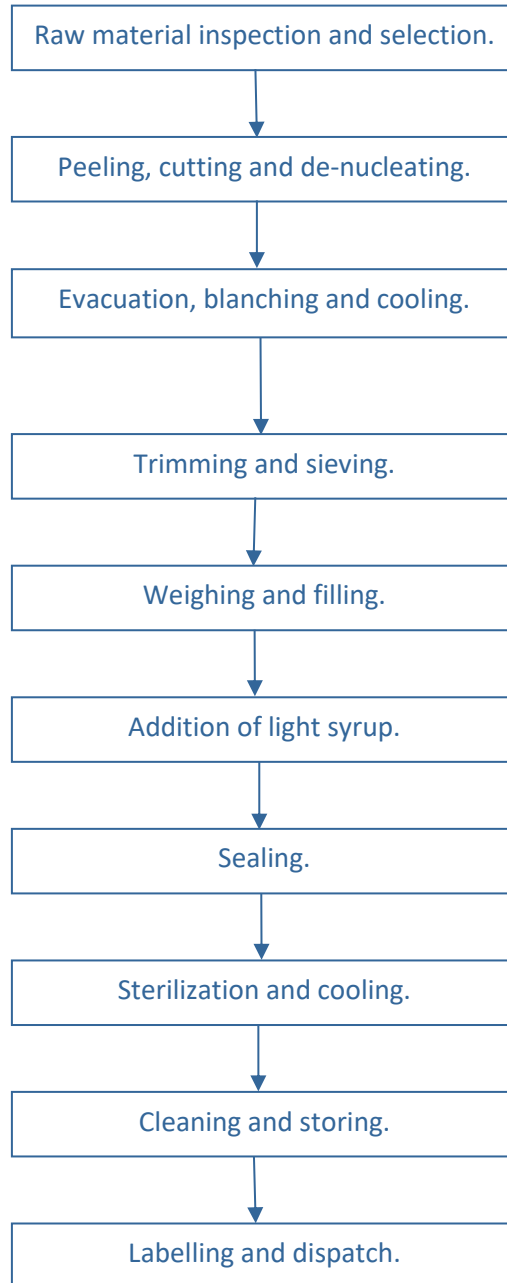 Raw material inspection and selection.
Peeling, cutting and de-nucleating.
Evacuation, blanching and cooling.
Trimming and sieving.
Weighing and filling.
Addition of light syrup.
Sealing.
Sterilization and cooling.
Cleaning and storing.
Labelling and dispatch.